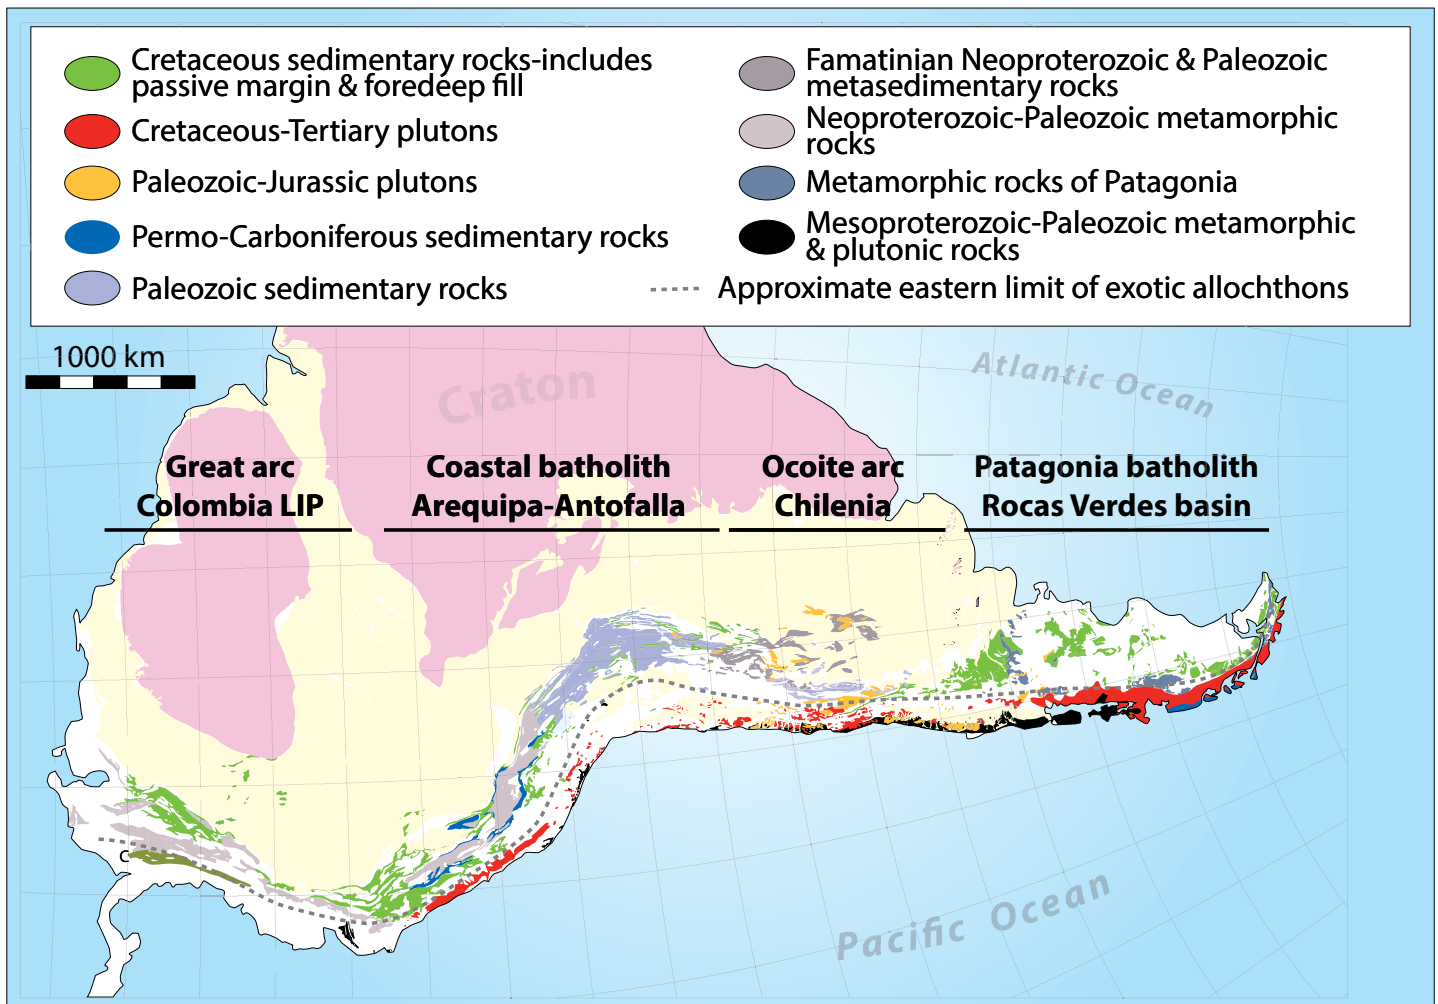 Cretaceous sedimentary rocks-includes
passive margin & foredeep fill
Cretaceous-Tertiary plutons
Paleozoic-Jurassic plutons
Permo-Carboniferous sedimentary rocks
Paleozoic sedimentary rocks
Famatinian Neoproterozoic & Paleozoic
metasedimentary rocks
Neoproterozoic-Paleozoic metamorphic
rocks
Metamorphic rocks of Patagonia
Mesoproterozoic-Paleozoic metamorphic
& plutonic rocks
Approximate eastern limit of exotic allochthons
1000 km
Craton
Atlantic Ocean
Great arc
Colombia LIP
Coastal batholith
Arequipa-Antofalla
Ocoite arc
Chilenia
Patagonia batholith
Rocas Verdes basin
C
Pacific Ocean